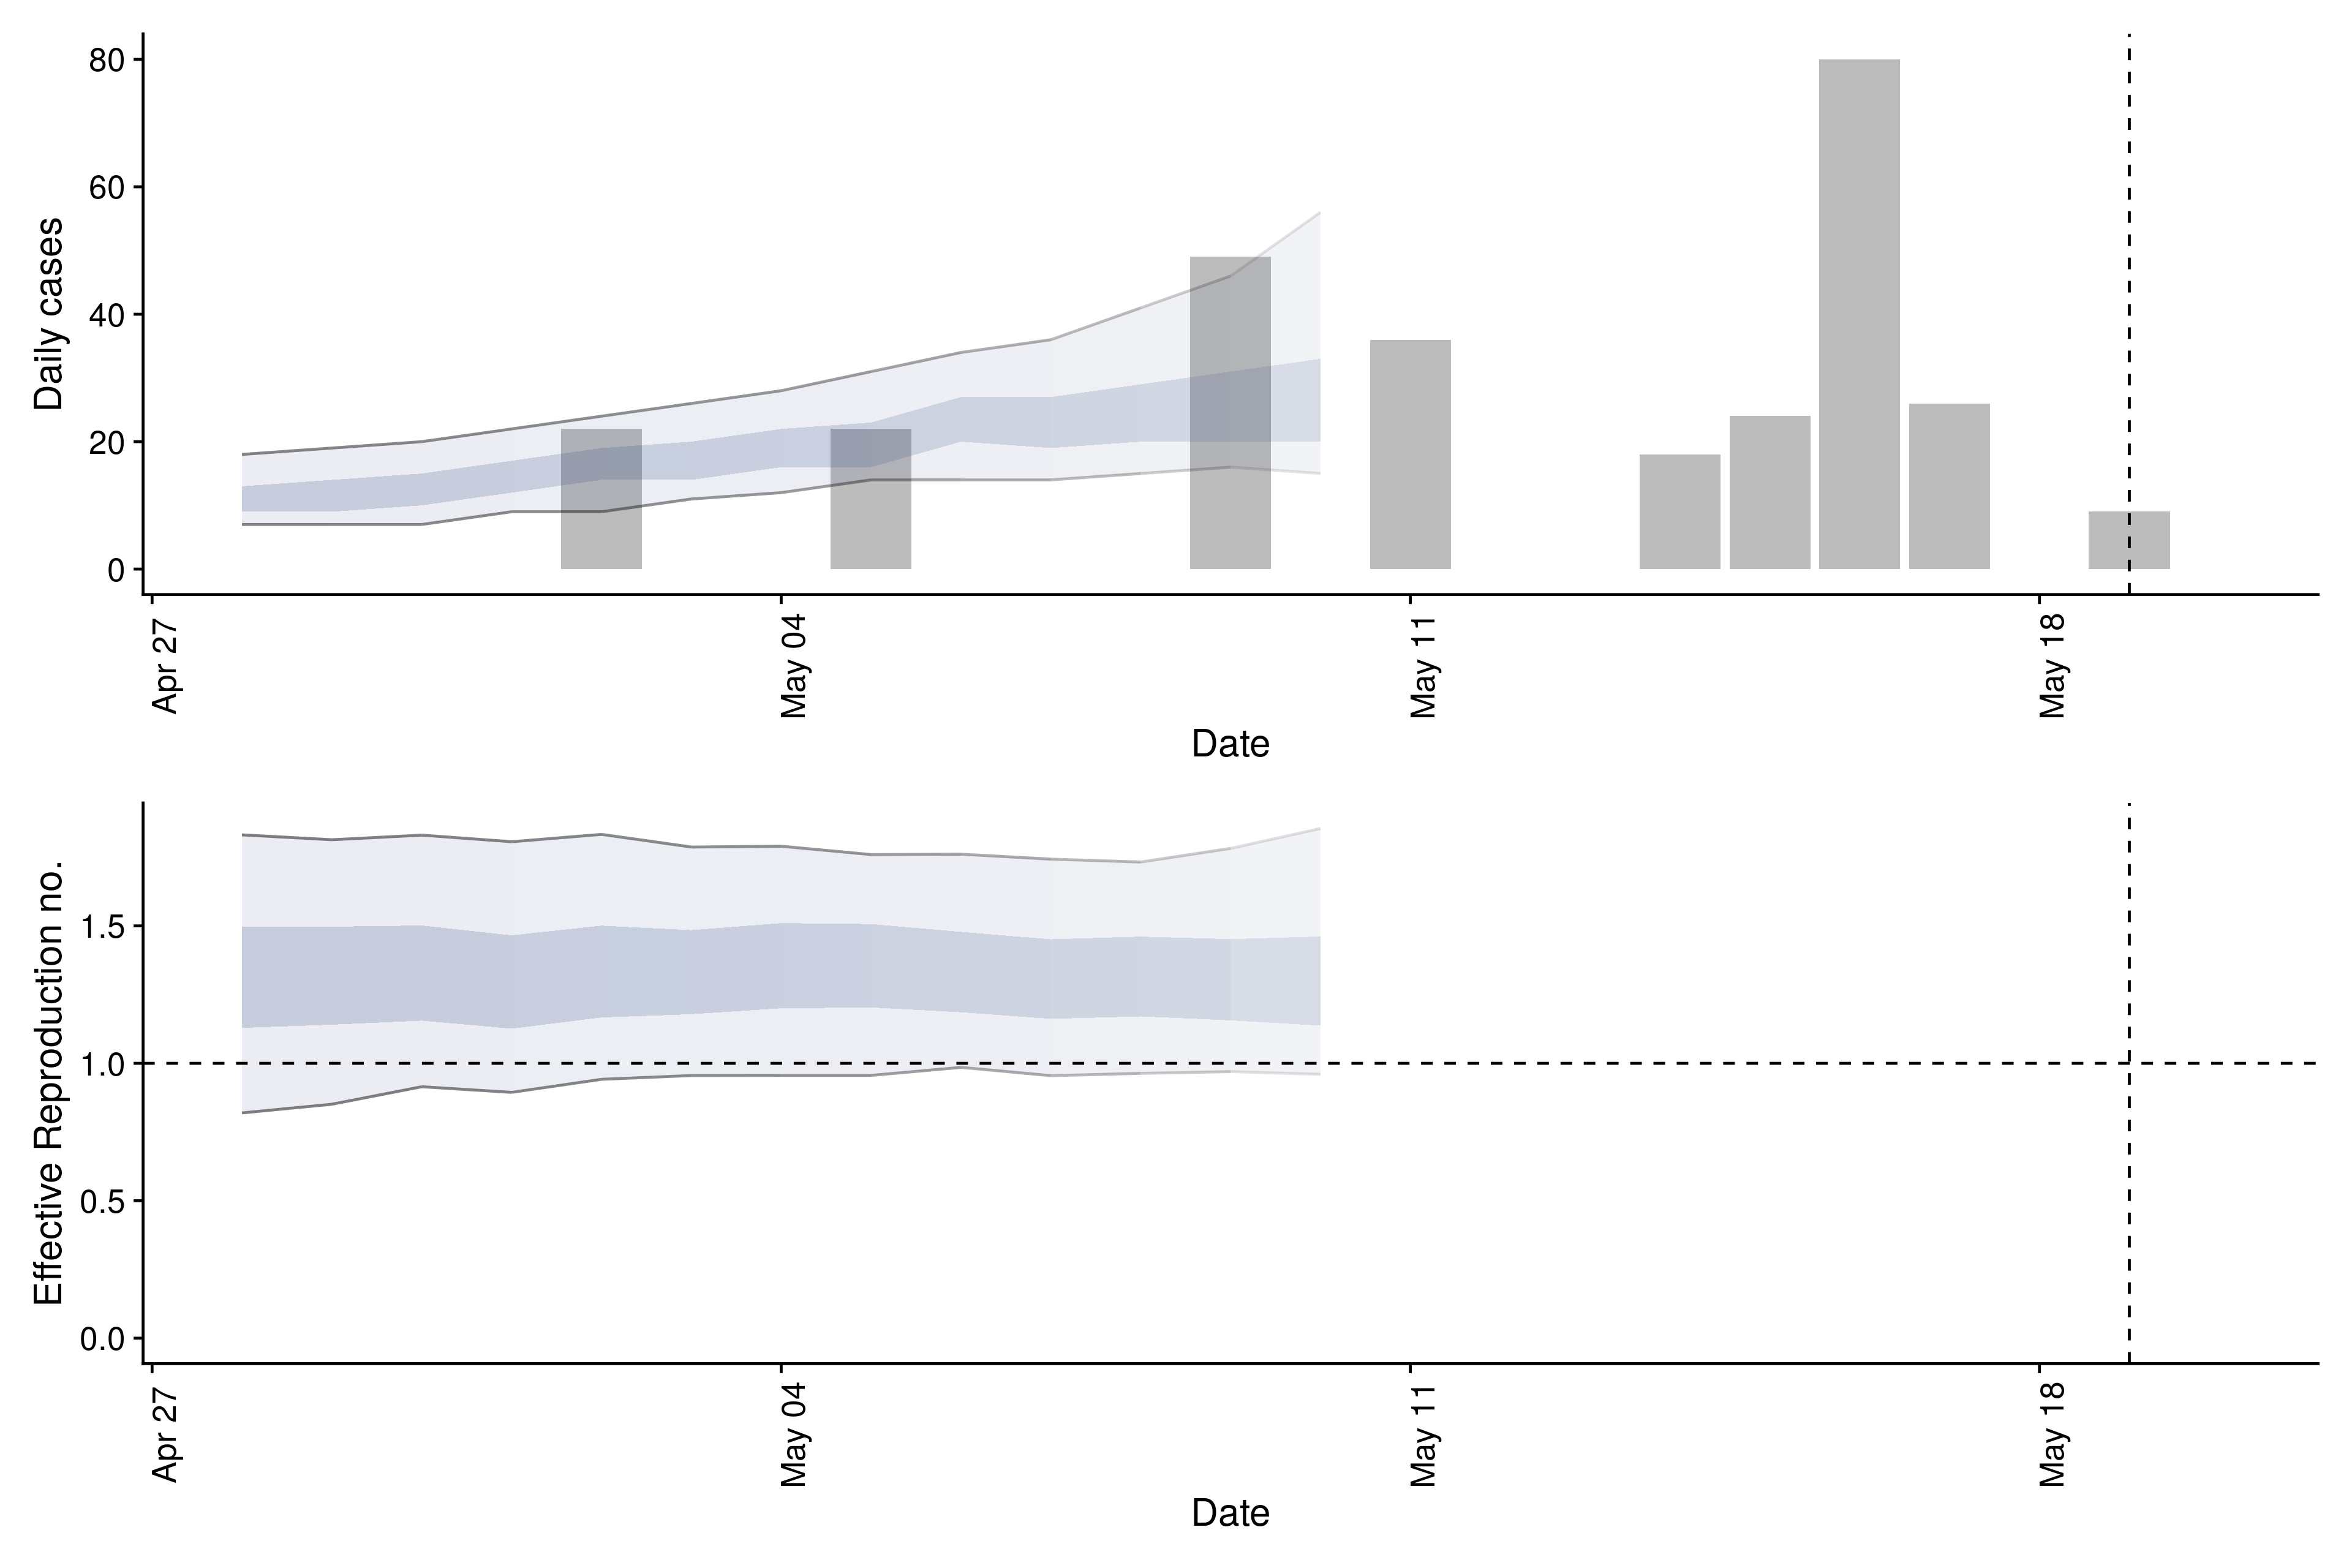 Daily cases
80
60
40
20
0
Apr 27
May 04
May 11
May 18
Date
Effective Reproduction no.
1.5
1.0
0.5
0.0
Apr 27
May 04
May 11
May 18
Date